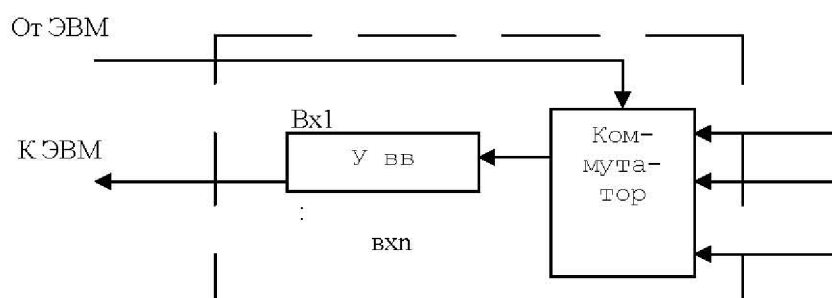 От ЭВМ
Вх1
К ЭВМ
У вв
Ком-
мута-
тор
:
вхn